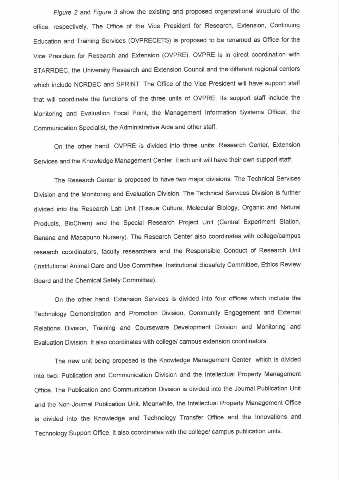 Figure 2 and Figure 3 show the existing and proposed organizational structure of the
office, respectively. The Office of the Vice President for Research, Extension, Continuing
Education and Training Services (OVPRECETS) is proposed to be renamed as Office for the
Vice President for Research and Extension (OVPRE). OVPRE is in direct coordination with
STARRDEC, the University Research and Extension Council and the different regional centers
which include NORDEC and SPRINT. The Office of the Vice President will have support staff
that will coordinate the functions of the three units of OVPRE. Its support staff include the
Monitoring and Evaluation Focal Point, the Management Information Systems Officer, the
Communication Specialist, the Administrative Aide and other staff.
On the other hand, OVPRE is divided into three units: Research Center, Extension
Services and the Knowledge Management Center. Each unit will have their own support staff.
The Research Center is proposed to have two major divisions: The Technical Services
Division and the Monitoring and Evaluation Division. The Technical Services Division is further
divided into the Research Lab Unit (Tissue Culture, Molecular Biology, Organic and Natural
Products, BioChem) and the Special Research Project Unit (Central Experiment Station,
Banana and Macapuno Nursery). The Research Center also coordinates with college/campus
research coordinators, faculty researchers and the Responsible Conduct of Research Unit
(Institutional Animal Care and Use Committee, Institutional Biosafety Committee, Ethics Review
Board and the Chemical Safety Committee).
On the other hand, Extension Services is divided into four offices which include the
Technology Demonstration and Promotion Division, Community Engagement and External
Relations Division, Training and Courseware Development Division and Monitoring and
Evaluation Division. It also coordinates with college/ campus extension coordinators.
The new unit being proposed is the Knowledge Management Center, which is divided
into two: Publication and Communication Division and the Intellectual Property Management
Office. The Publication and Communication Division is divided into the Journal Publication Unit
and the Non Journal Publication Unit. Meanwhile, the Intellectual Property Management Office
is divided into the Knowledge and Technology Transfer Office and the Innovations and
Technology Support Office. It also coordinates with the college/ campus publication units.